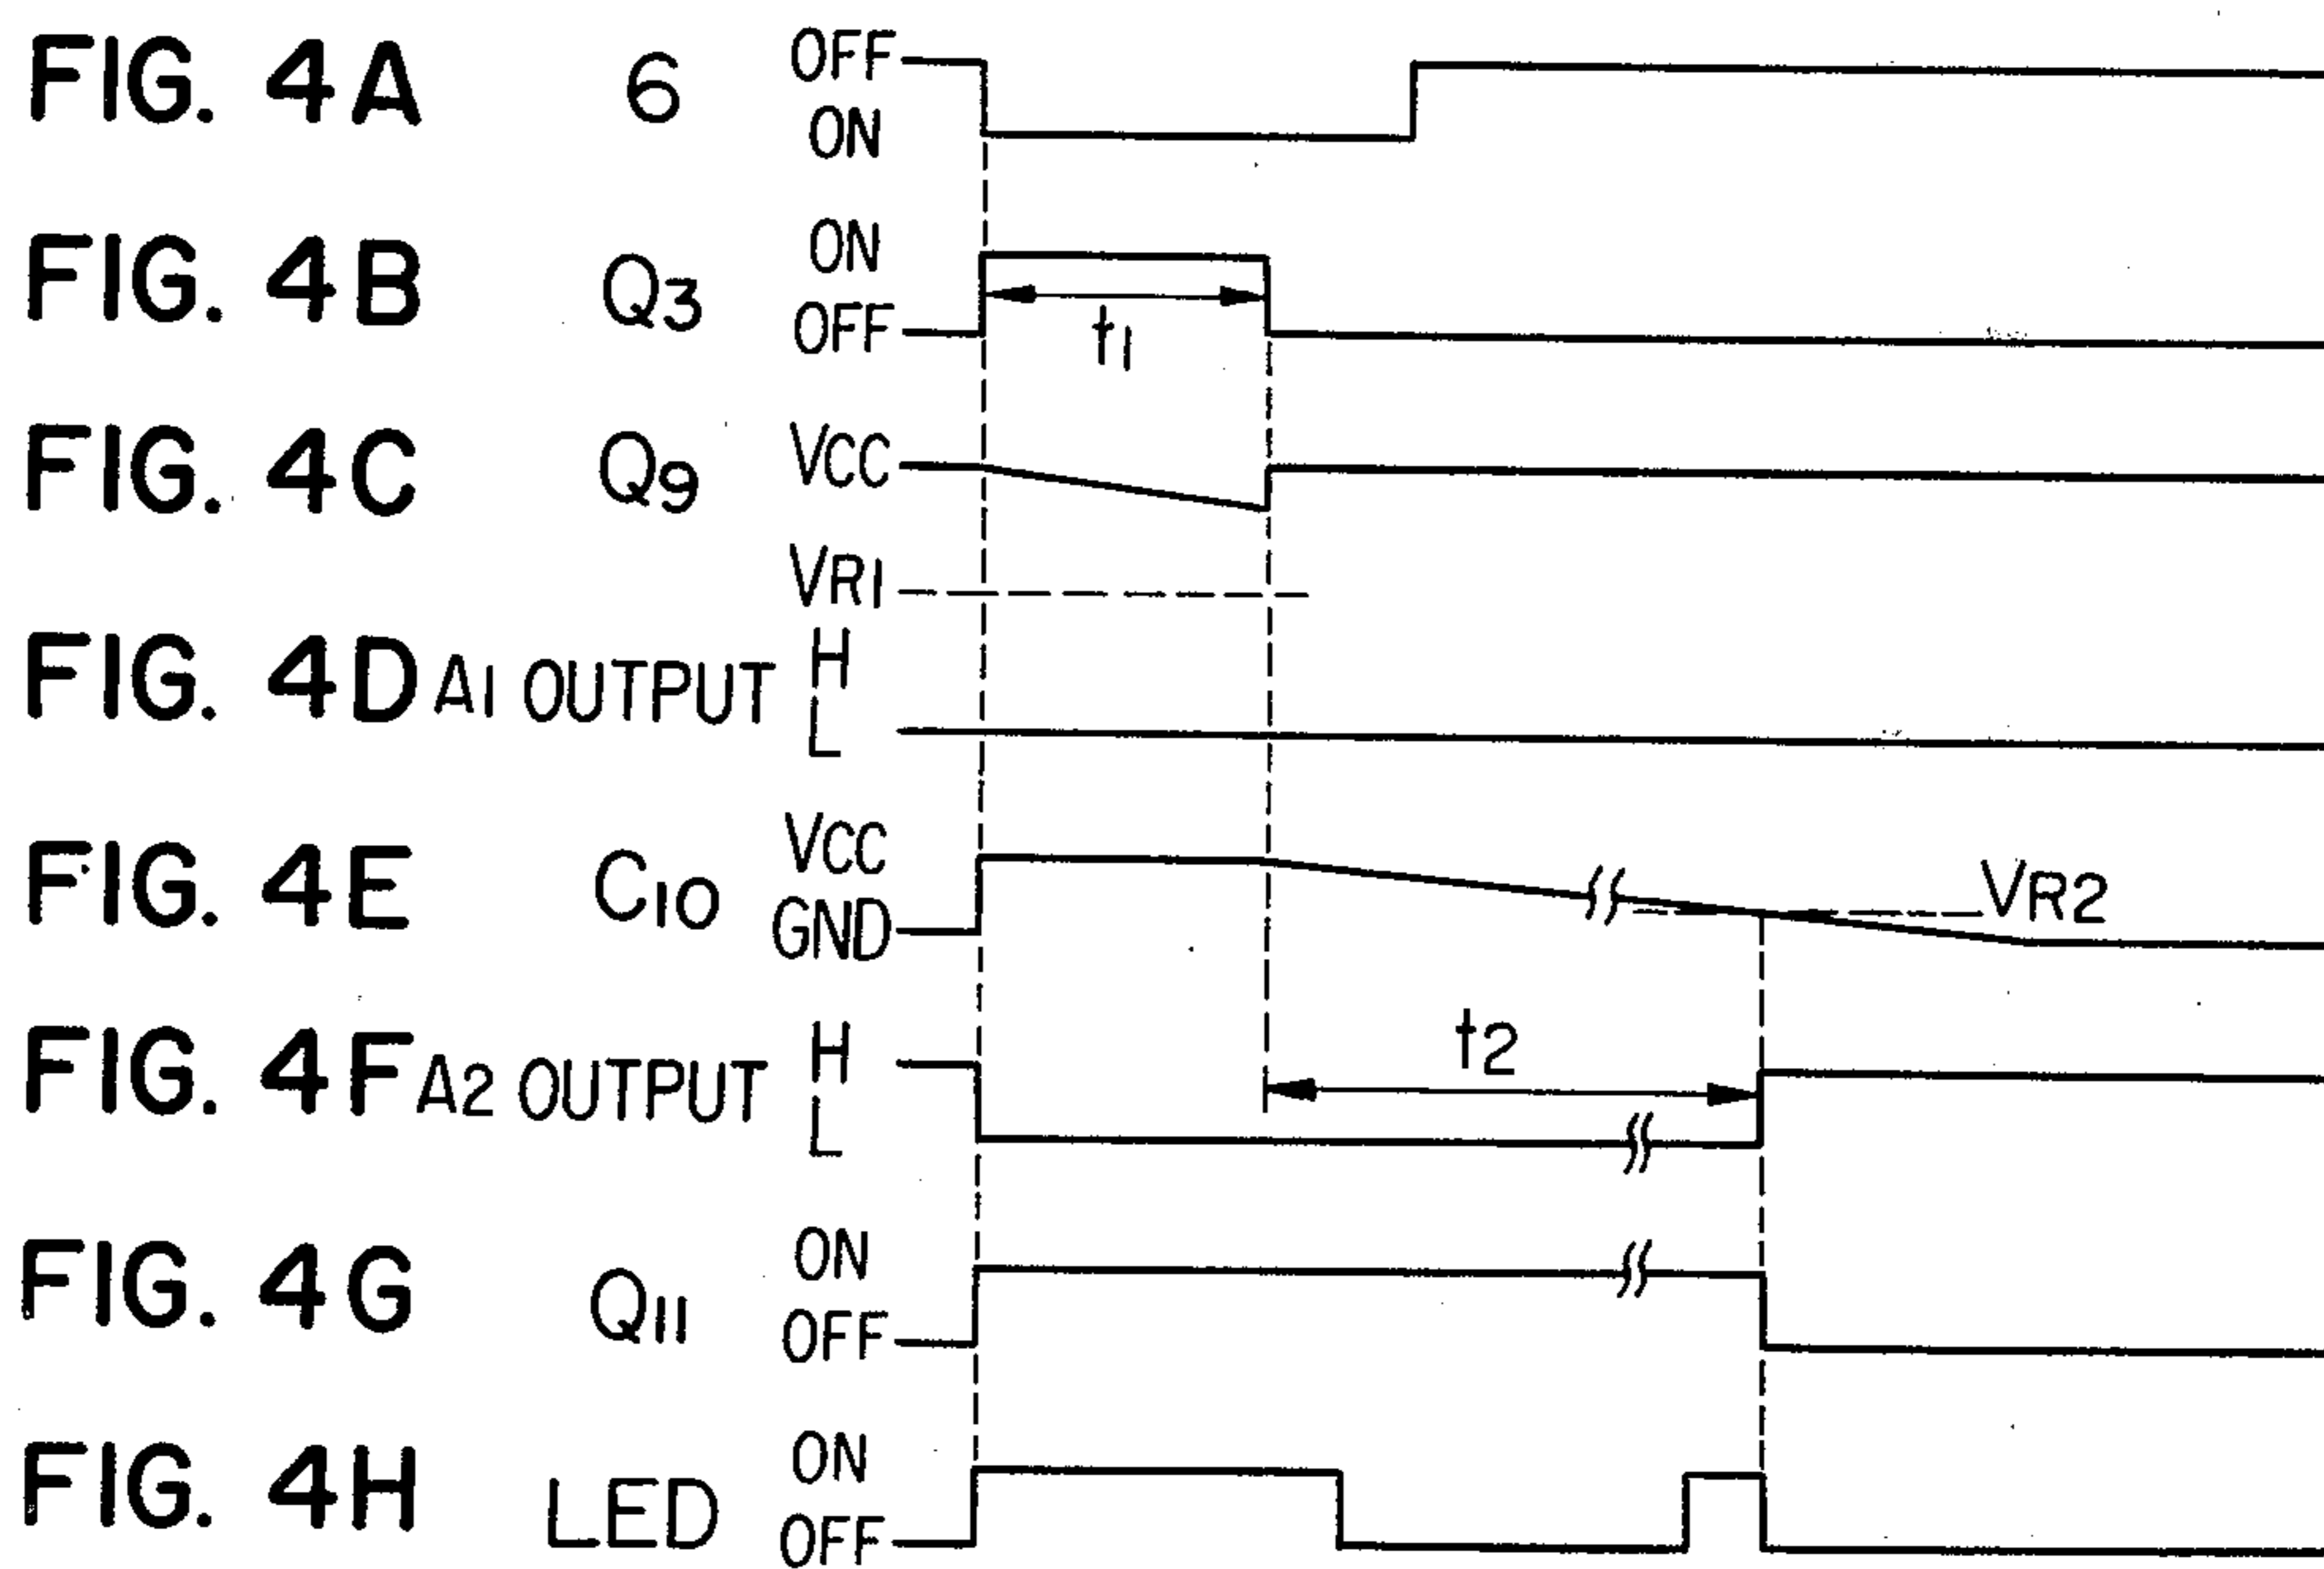 FIG. 4A 6 OFF
ON
FIG. 4B Q3 ON
OFF
t1
FIG. 4C Q9 VCC
VR1
FIG. 4D A1 OUTPUT H
L
FIG. 4E C10 VCC
GND
VR2
FIG. 4F A2 OUTPUT H
L
t2
FIG. 4G Q11 ON
OFF
FIG. 4H LED ON
OFF